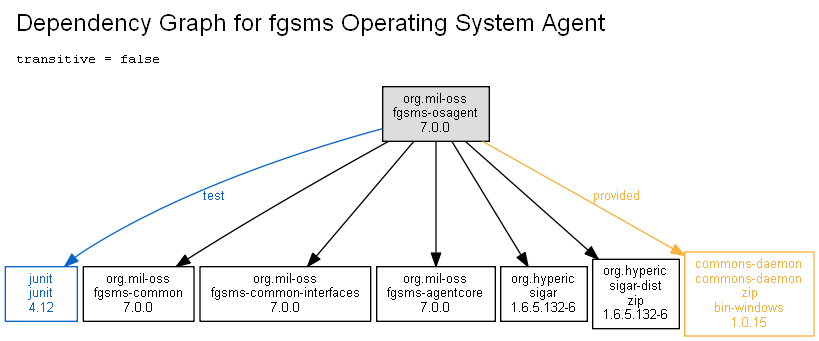 Dependency Graph for fgsms Operating System Agent
transitive = false
org.mil-oss
fgsms-osagent
7.0.0
test
provided
junit
junit
4.12
org.mil-oss
fgsms-common
7.0.0
org.mil-oss
fgsms-common-interfaces
7.0.0
org.mil-oss
fgsms-agentcore
7.0.0
org.hyperic
sigar
1.6.5.132-6
org.hyperic
sigar-dist
zip
1.6.5.132-6
commons-daemon
commons-daemon
zip
bin-windows
1.0.15